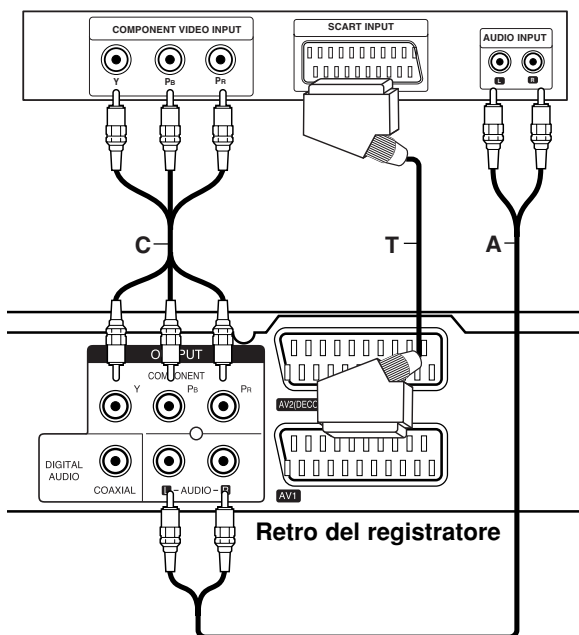 COMPONENT VIDEO INPUT
SCART INPUT
AUDIO INPUT
Y PB PR
L R
C T A
COMPONENT
Y PB PR
DIGITAL AUDIO
COAXIAL
AUDIO
AV1
Retro del registratore